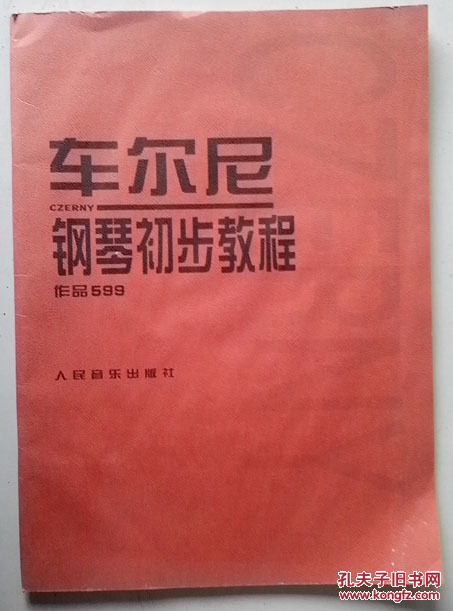 车尔尼
CZERNY
钢琴初步教程
作品599
人民音乐出版社
CZERNY
孔夫子旧书网
www.kongfz.com